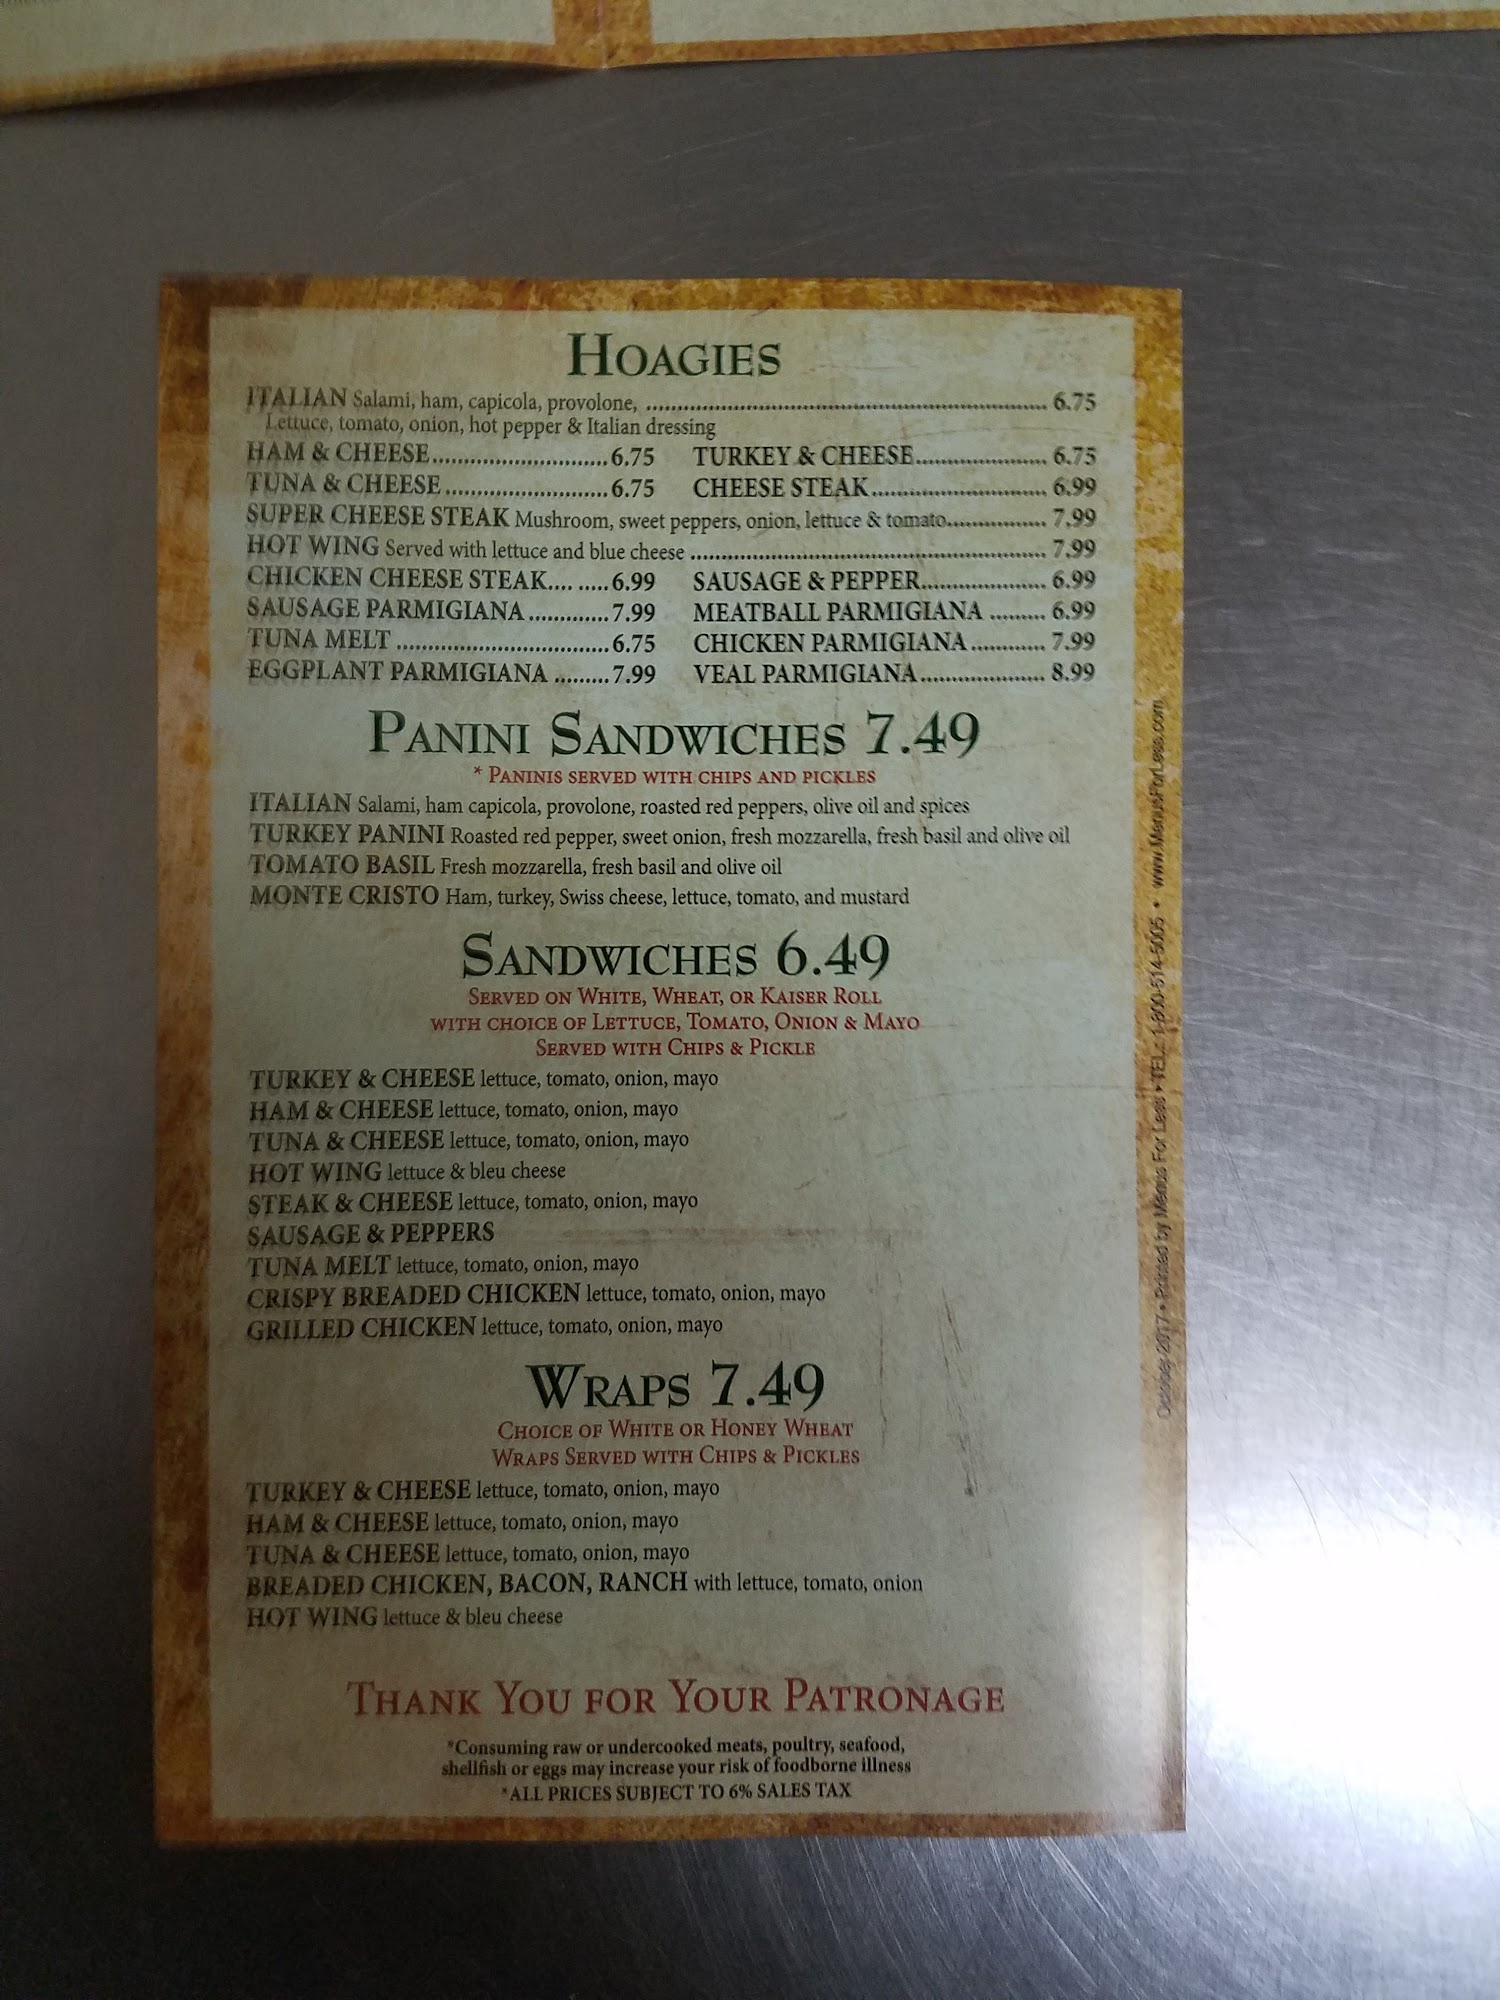 HOAGIES
ITALIAN Salami, ham, capicola, provolone, ........ 6.75
Lettuce, tomato, onion, hot pepper & Italian dressing
HAM & CHEESE........ 6.75 TURKEY & CHEESE........ 6.75
TUNA & CHEESE........ 6.75 CHEESE STEAK........ 6.99
SUPER CHEESE STEAK Mushroom, sweet peppers, onion, lettuce & tomato........ 7.99
HOT WING Served with lettuce and blue cheese ........ 7.99
CHICKEN CHEESE STEAK.... .....6.99 SAUSAGE & PEPPER........ 6.99
SAUSAGE PARMIGIANA ........ 7.99 MEATBALL PARMIGIANA ........ 6.99
TUNA MELT ........ 6.75 CHICKEN PARMIGIANA........ 7.99
EGGPLANT PARMIGIANA ........ 7.99 VEAL PARMIGIANA........ 8.99
PANINI SANDWICHES 7.49
* PANINIS SERVED WITH CHIPS AND PICKLES
ITALIAN Salami, ham capicola, provolone, roasted red peppers, olive oil and spices
TURKEY PANINI Roasted red pepper, sweet onion, fresh mozzarella, fresh basil and olive oil
TOMATO BASIL Fresh mozzarella, fresh basil and olive oil
MONTE CRISTO Ham, turkey, Swiss cheese, lettuce, tomato, and mustard
SANDWICHES 6.49
SERVED ON WHITE, WHEAT, OR KAISER ROLL
WITH CHOICE OF LETTUCE, TOMATO, ONION & MAYO
SERVED WITH CHIPS & PICKLE
TURKEY & CHEESE lettuce, tomato, onion, mayo
HAM & CHEESE lettuce, tomato, onion, mayo
TUNA & CHEESE lettuce, tomato, onion, mayo
HOT WING lettuce & bleu cheese
STEAK & CHEESE lettuce, tomato, onion, mayo
SAUSAGE & PEPPERS
TUNA MELT lettuce, tomato, onion, mayo
CRISPY BREADED CHICKEN lettuce, tomato, onion, mayo
GRILLED CHICKEN lettuce, tomato, onion, mayo
WRAPS 7.49
CHOICE OF WHITE OR HONEY WHEAT
WRAPS SERVED WITH CHIPS & PICKLES
TURKEY & CHEESE lettuce, tomato, onion, mayo
HAM & CHEESE lettuce, tomato, onion, mayo
TUNA & CHEESE lettuce, tomato, onion, mayo
BREADED CHICKEN, BACON, RANCH with lettuce, tomato, onion
HOT WING lettuce & bleu cheese
THANK YOU FOR YOUR PATRONAGE
*Consuming raw or undercooked meats, poultry, seafood,
shellfish or eggs may increase your risk of foodborne illness
*ALL PRICES SUBJECT TO 6% SALES TAX
October 2017 • Printed by Menus For Less • TEL: 1-800-514-5005 • www.MenusForLess.com